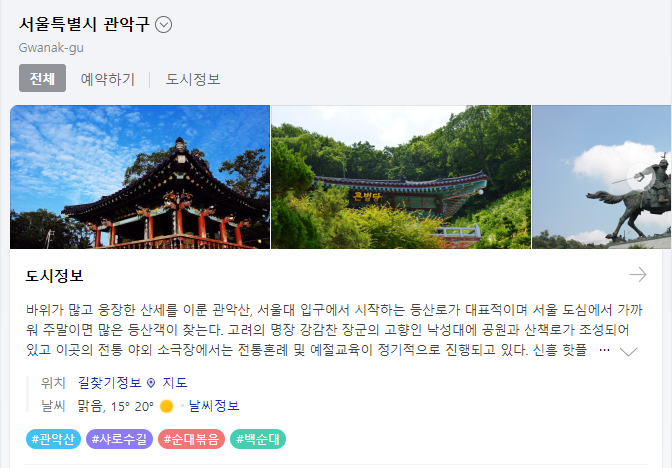 서울특별시 관악구
Gwanak-gu
전체 예약하기 도시정보
큰법당
도시정보
바위가 많고 웅장한 산세를 이룬 관악산, 서울대 입구에서 시작하는 등산로가 대표적이며 서울 도심에서 가까
워 주말이면 많은 등산객이 찾는다. 고려의 명장 강감찬 장군의 고향인 낙성대에 공원과 산책로가 조성되어
있고 이곳의 전통 야외 소극장에서는 전통혼례 및 예절교육이 정기적으로 진행되고 있다. 신흥 핫플 ...
위치 길찾기정보 지도
날씨 맑음, 15° 20° · 날씨정보
#관악산 #샤로수길 #순대볶음 #백순대